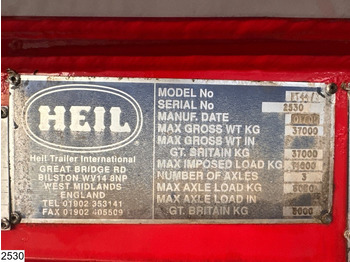 HEIL
Heil Trailer International
GREAT BRIDGE RD
BILSTON WV14 8NP
WEST MIDLANDS
ENGLAND
TEL 01902 353141
FAX 01902 405509
MODEL No
SERIAL No 2530
MANUF. DATE
MAX GROSS WT KG 37000
MAX GROSS WT IN
GT. BRITAIN KG 37000
MAX IMPOSED LOAD KG
NUMBER OF AXLES 3
MAX AXLE LOAD KG 8000
MAX AXLE LOAD IN
GT. BRITAIN KG 8000
2530